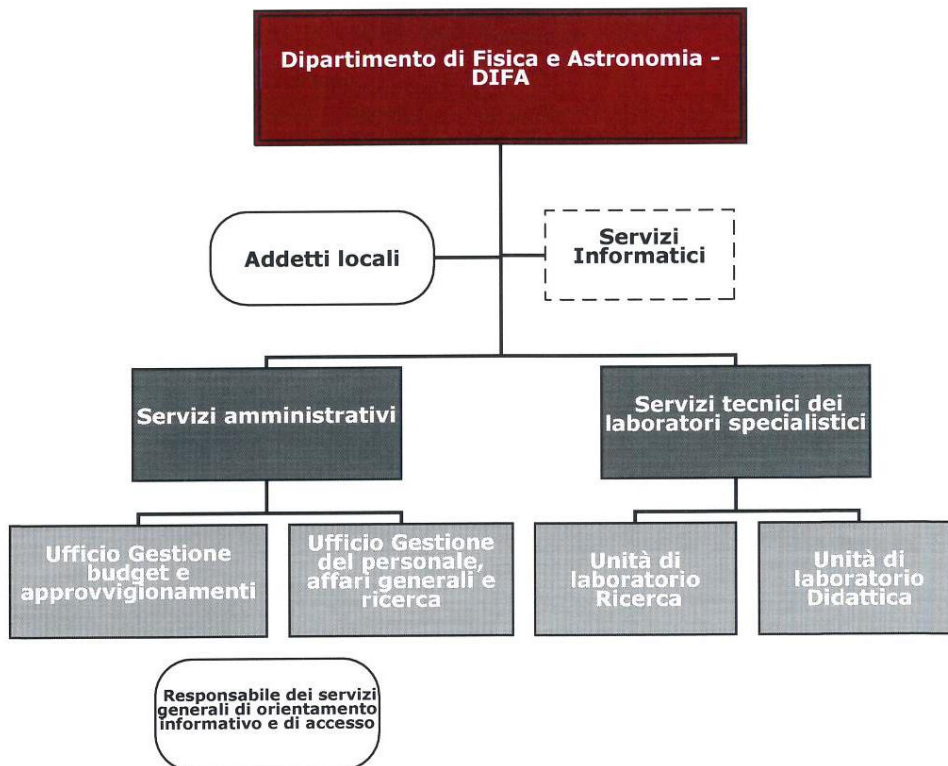 Dipartimento di Fisica e Astronomia -
DIFA
Addetti locali
Servizi
Informatici
Servizi amministrativi
Servizi tecnici dei
laboratori specialistici
Ufficio Gestione
budget e
approvvigionamenti
Ufficio Gestione
del personale,
affari generali e
ricerca
Unità di
laboratorio
Ricerca
Unità di
laboratorio
Didattica
Responsabile dei servizi
generali di orientamento
informativo e di accesso